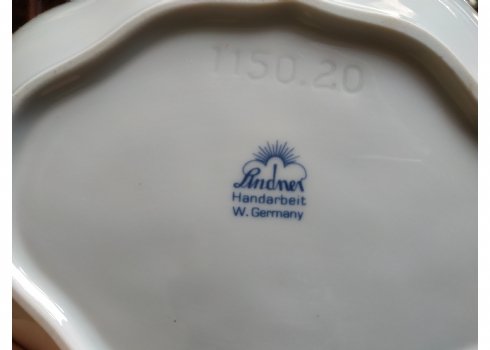 1150.20
Lindner
Handarbeit
W. Germany